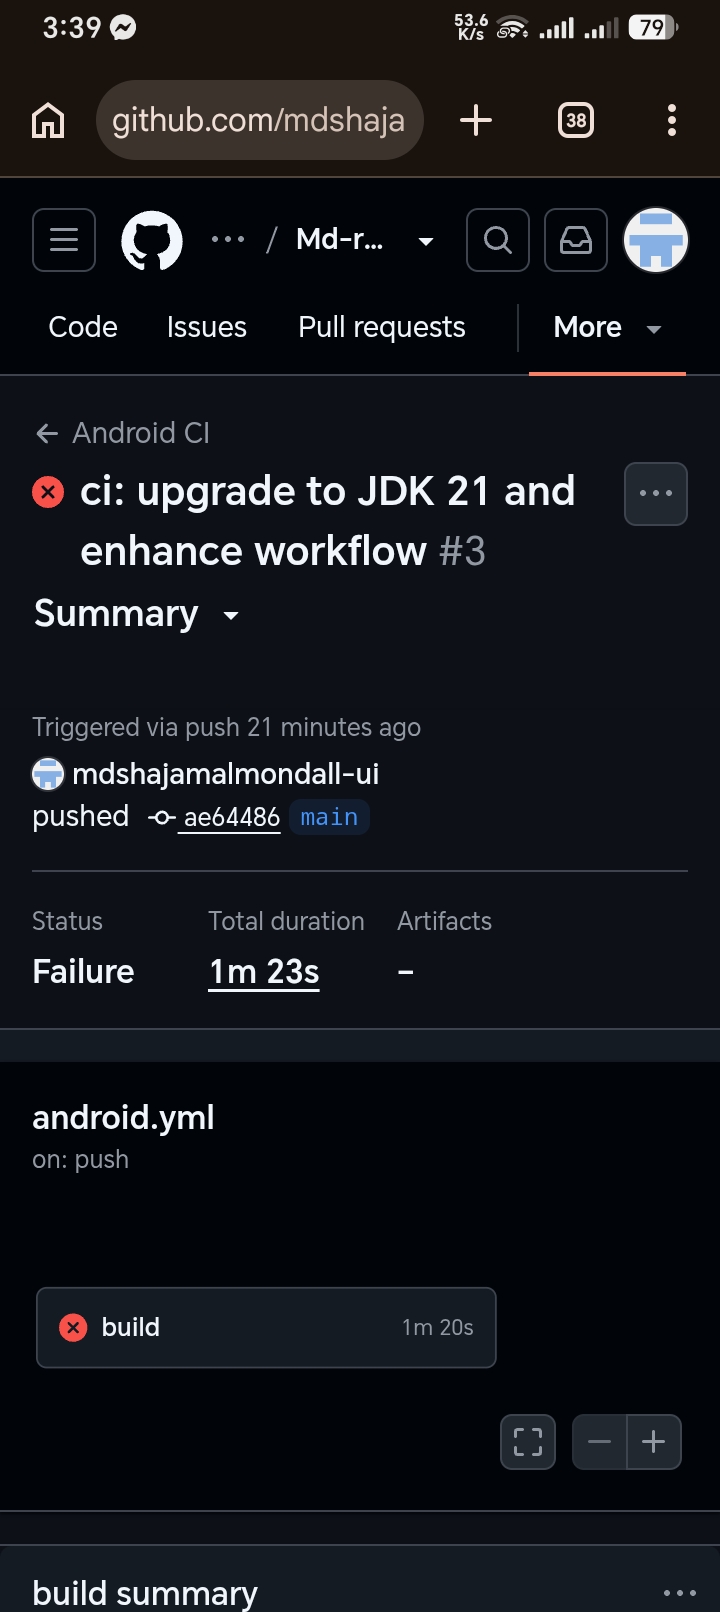 3:39
53.6
K/s
79
github.com/mdshaja
38
... / Md-r...
Code Issues Pull requests More
← Android CI
ci: upgrade to JDK 21 and
enhance workflow #3
Summary
Triggered via push 21 minutes ago
mdshajamalmondall-ui
pushed ae64486 main
Status Total duration Artifacts
Failure 1m 23s –
android.yml
on: push
build 1m 20s
build summary